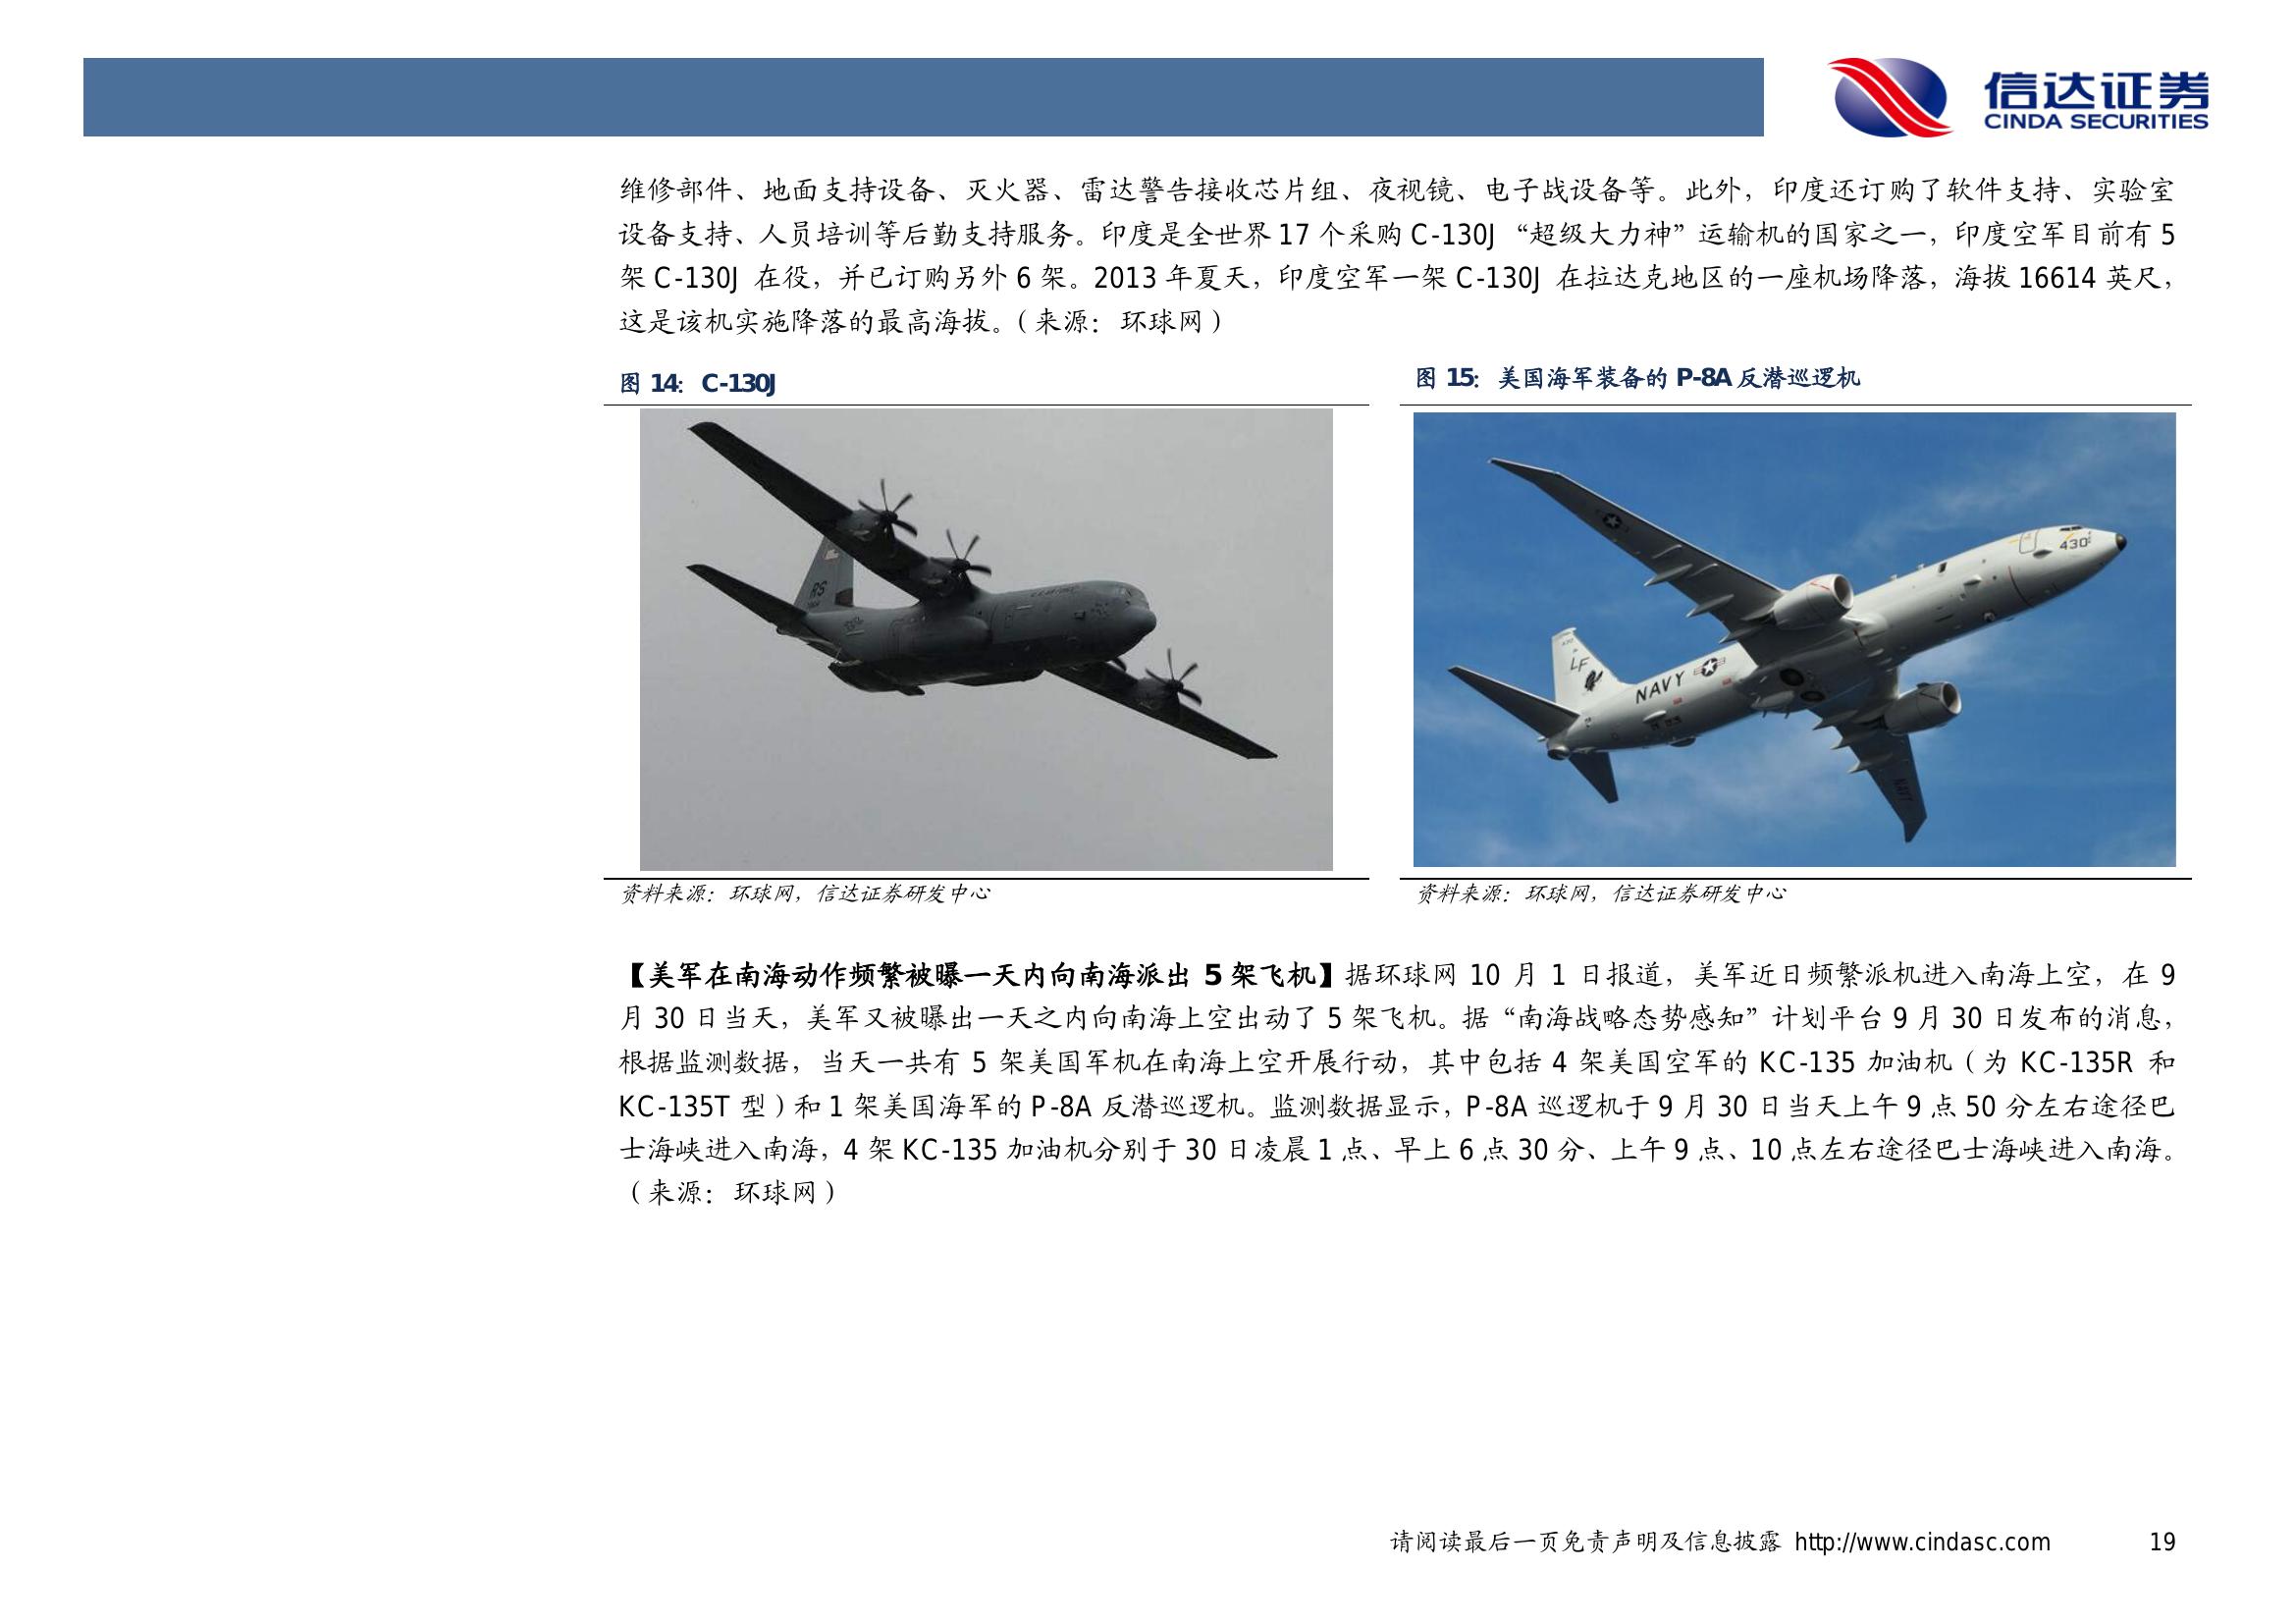 信达证券
CINDA SECURITIES
维修部件、地面支持设备、灭火器、雷达警告接收芯片组、夜视镜、电子战设备等。此外，印度还订购了软件支持、实验室
设备支持、人员培训等后勤支持服务。印度是全世界 17 个采购 C-130J “超级大力神”运输机的国家之一，印度空军目前有 5
架 C-130J 在役，并已订购另外 6 架。2013 年夏天，印度空军一架 C-130J 在拉达克地区的一座机场降落，海拔 16614 英尺，
这是该机实施降落的最高海拔。（来源：环球网）
图 14：C-130J
图 15：美国海军装备的 P-8A 反潜巡逻机
RS
430
LF
NAVY
资料来源：环球网，信达证券研发中心
资料来源：环球网，信达证券研发中心
【美军在南海动作频繁被曝一天内向南海派出 5 架飞机】据环球网 10 月 1 日报道，美军近日频繁派机进入南海上空，在 9
月 30 日当天，美军又被曝出一天之内向南海上空出动了 5 架飞机。据“南海战略态势感知”计划平台 9 月 30 日发布的消息，
根据监测数据，当天一共有 5 架美国军机在南海上空开展行动，其中包括 4 架美国空军的 KC-135 加油机（为 KC-135R 和
KC-135T 型）和 1 架美国海军的 P-8A 反潜巡逻机。监测数据显示，P-8A 巡逻机于 9 月 30 日当天上午 9 点 50 分左右途径巴
士海峡进入南海，4 架 KC-135 加油机分别于 30 日凌晨 1 点、早上 6 点 30 分、上午 9 点、10 点左右途径巴士海峡进入南海。
（来源：环球网）
请阅读最后一页免责声明及信息披露 http://www.cindasc.com 19